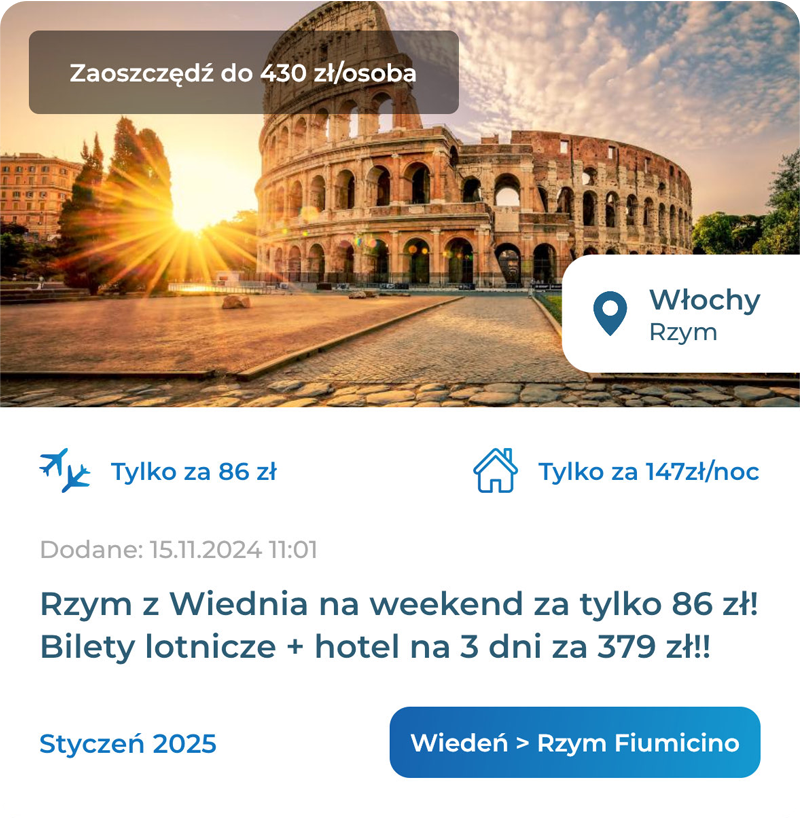 Zaoszczędź do 430 zł/osoba
Włochy
Rzym
Tylko za 86 zł
Tylko za 147zł/noc
Dodane: 15.11.2024 11:01
Rzym z Wiednia na weekend za tylko 86 zł!
Bilety lotnicze + hotel na 3 dni za 379 zł!!
Styczeń 2025
Wiedeń > Rzym Fiumicino